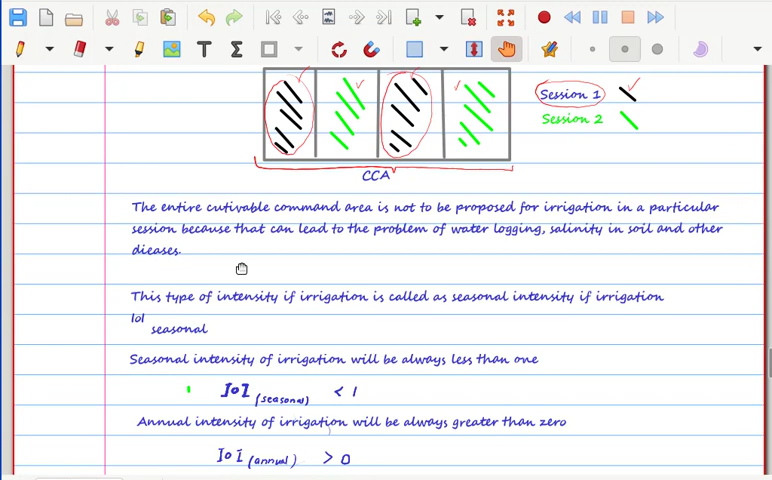 Session 1
Session 2
CCA
The entire cutivable command area is not to be proposed for irrigation in a particular
session because that can lead to the problem of water logging, salinity in soil and other
dieases.
This type of intensity if irrigation is called as seasonal intensity if irrigation
IoI
seasonal
Seasonal intensity of irrigation will be always less than one
IOI (seasonal) < 1
Annual intensity of irrigation will be always greater than zero
IOI (annual) > 0